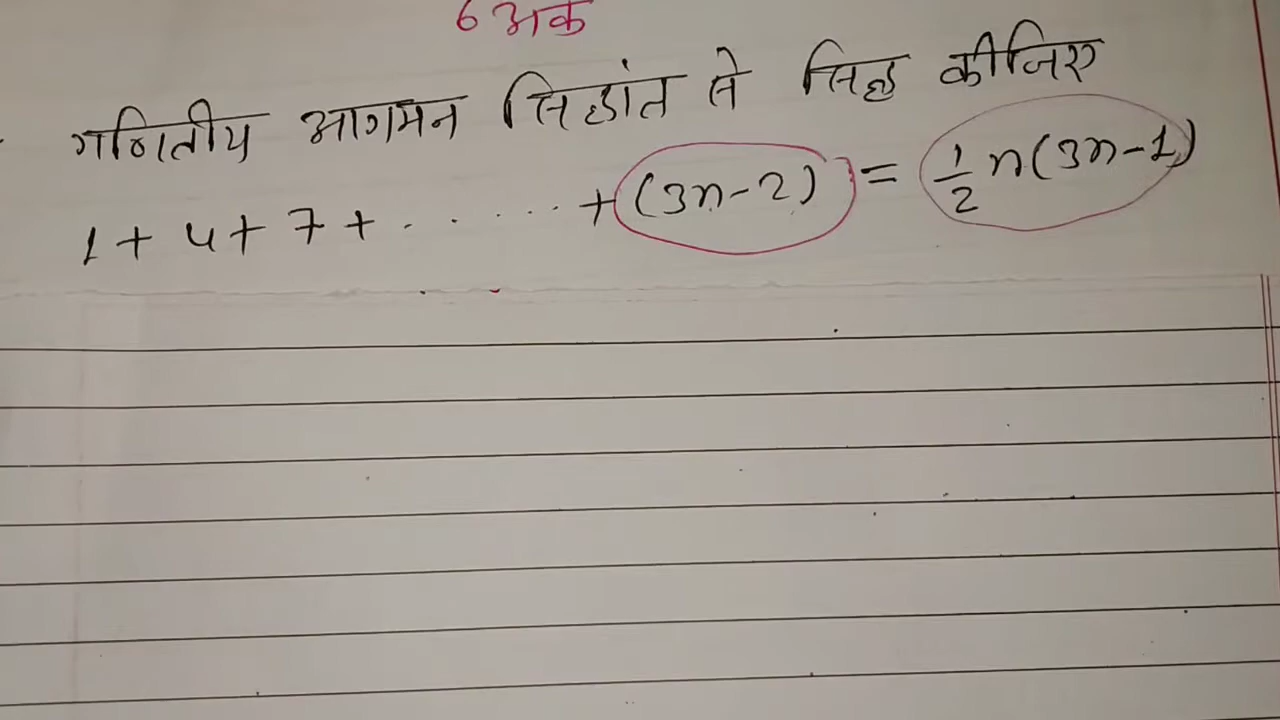 6 अंक
गणितीय आगमन सिद्धांत से सिद्ध कीजिए
1 + 4 + 7 + ...... + (3n-2) = 1/2 n(3n-1)